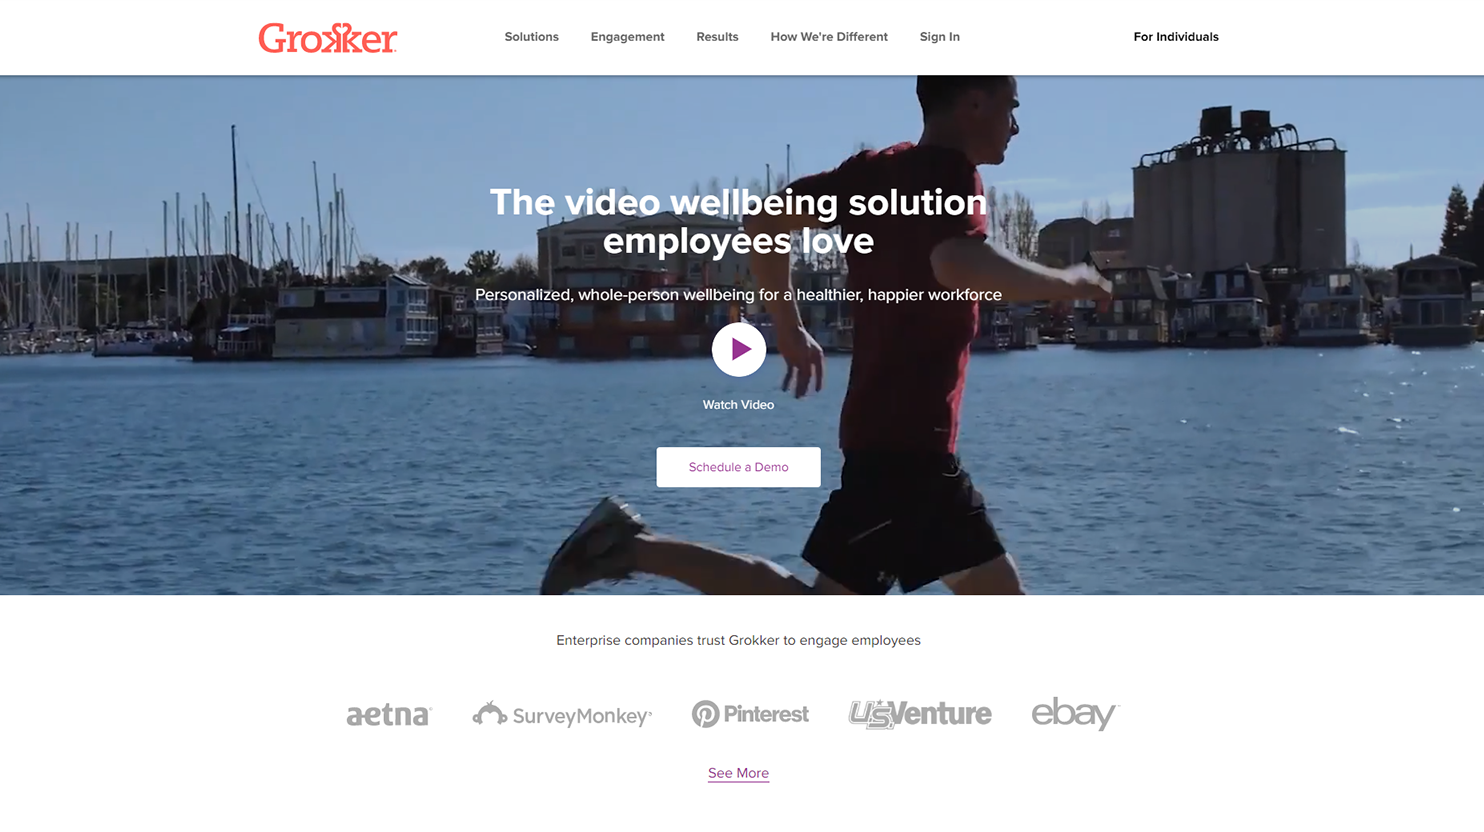 Grokker
Solutions
Engagement
Results
How We're Different
Sign In
For Individuals
The video wellbeing solution
employees love
Personalized, whole-person wellbeing for a healthier, happier workforce
Watch Video
Schedule a Demo
Enterprise companies trust Grokker to engage employees
aetna
SurveyMonkey
Pinterest
U.S. Venture
ebay
See More